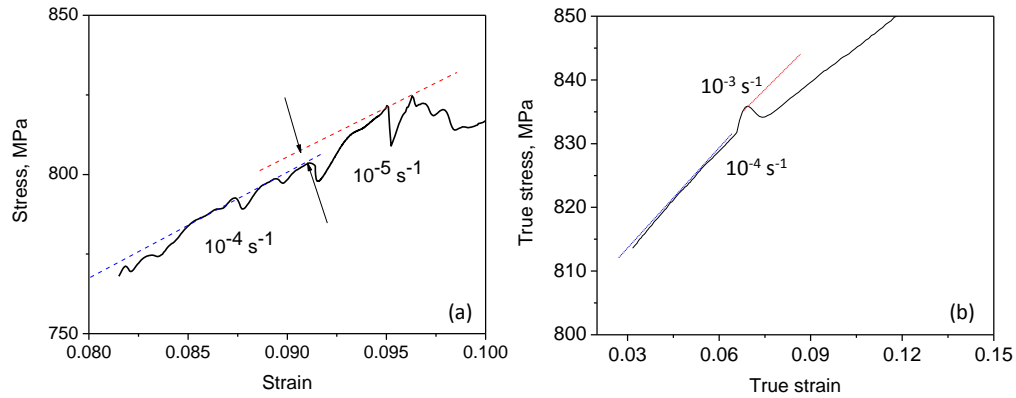 850
800
750
Stress, MPa
10⁻⁴ s⁻¹
10⁻⁵ s⁻¹
(a)
0.080 0.085 0.090 0.095 0.100
Strain
850
840
830
820
810
800
True stress, MPa
10⁻³ s⁻¹
10⁻⁴ s⁻¹
(b)
0.03 0.06 0.09 0.12 0.15
True strain